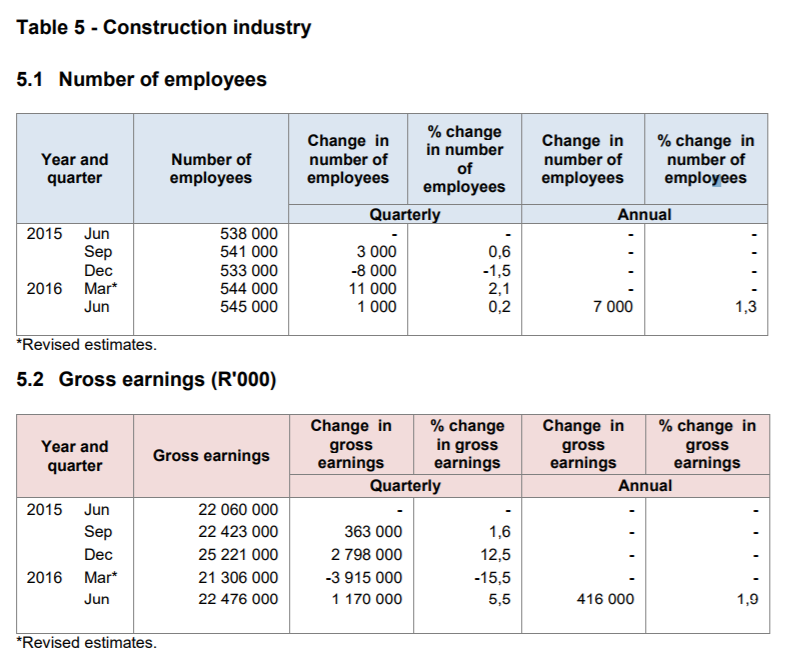 Table 5 - Construction industry
5.1 Number of employees
Year and quarter Number of employees Change in number of employees % change in number of employees Change in number of employees % change in number of employees
Quarterly Annual
2015 Jun 538 000 - - - -
Sep 541 000 3 000 0,6 - -
Dec 533 000 -8 000 -1,5 - -
2016 Mar* 544 000 11 000 2,1 - -
Jun 545 000 1 000 0,2 7 000 1,3
*Revised estimates.
5.2 Gross earnings (R'000)
Year and quarter Gross earnings Change in gross earnings % change in gross earnings Change in gross earnings % change in gross earnings
Quarterly Annual
2015 Jun 22 060 000 - - - -
Sep 22 423 000 363 000 1,6 - -
Dec 25 221 000 2 798 000 12,5 - -
2016 Mar* 21 306 000 -3 915 000 -15,5 - -
Jun 22 476 000 1 170 000 5,5 416 000 1,9
*Revised estimates.